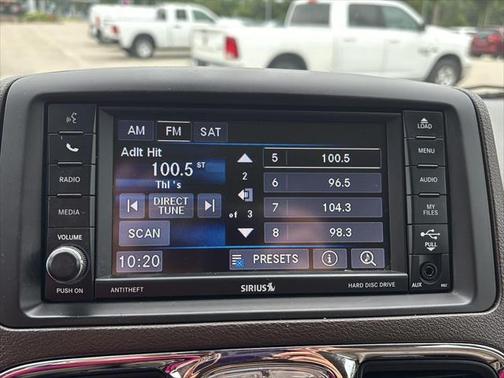 AM FM SAT
Adlt Hit
100.5 ST
Thl 's
DIRECT TUNE
SCAN
10:20
2
of 3
5 100.5
6 96.5
7 104.3
8 98.3
PRESETS
RADIO
MEDIA
VOLUME
PUSH ON
LOAD
MENU
AUDIO
MY FILES
PULL
AUX
ANTITHEFT
SIRIUS
HARD DISC DRIVE